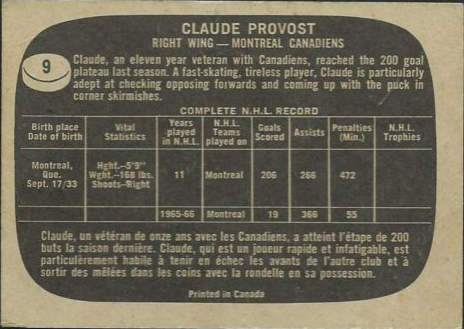 CLAUDE PROVOST
RIGHT WING — MONTREAL CANADIENS
9
Claude, an eleven year veteran with Canadiens, reached the 200 goal
plateau last season. A fast-skating, tireless player, Claude is particularly
adept at checking opposing forwards and coming up with the puck in
corner skirmishes.
COMPLETE N.H.L. RECORD
Birth place Date of birth | Vital Statistics | Years played in N.H.L. | N.H.L. Teams played on | Goals Scored | Assists | Penalties (Min.) | N.H.L. Trophies
Montreal, Que. Sept. 17/33 | Hght.–5'9" Wght.–168 lbs. Shoots–Right | 11 | Montreal | 206 | 266 | 472
1965-66 | Montreal | 19 | 366 | 55
Claude, un vétéran de onze ans avec les Canadiens, a atteint l'étape de 200
buts la saison dernière. Claude, qui est un joueur rapide et infatigable, est
particulièrement habile à tenir en échec les avants de l'autre club et à
sortir des mêlées dans les coins avec la rondelle en sa possession.
Printed in Canada